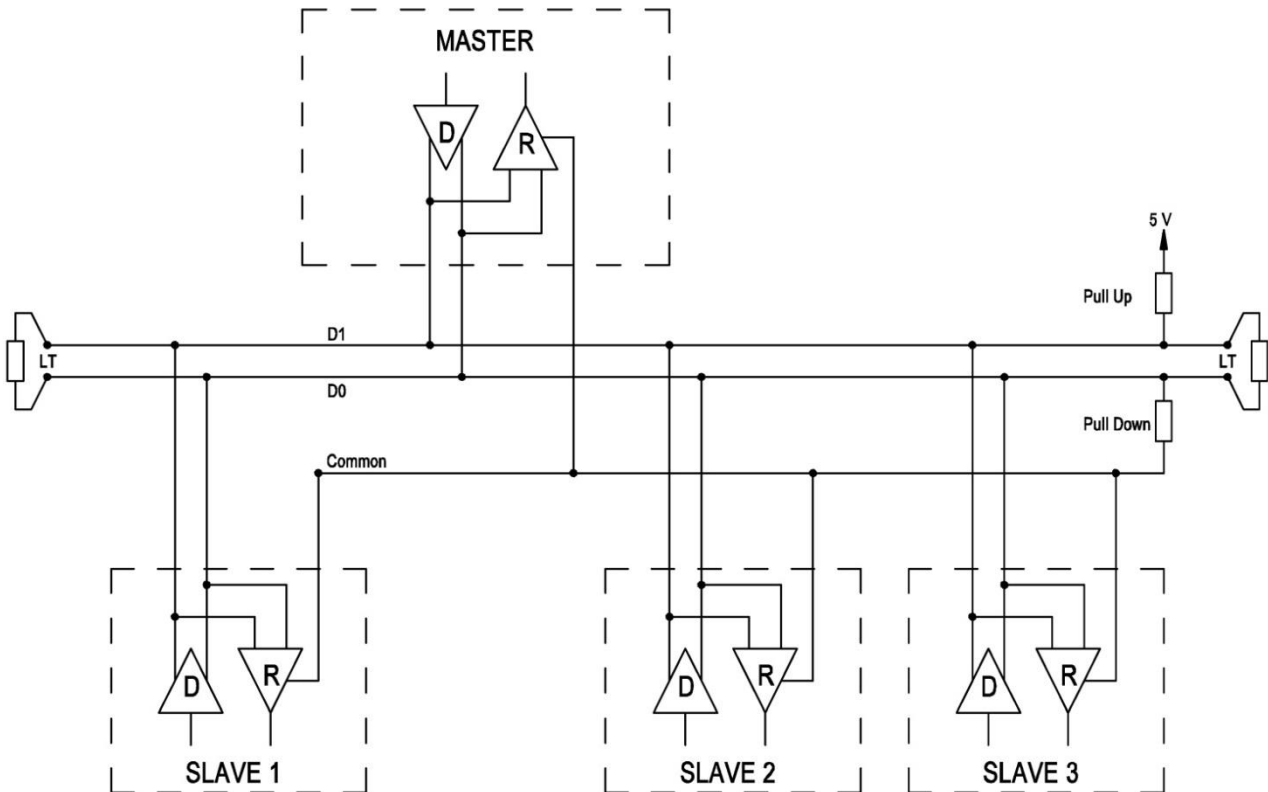 MASTER
D
R
5 V
Pull Up
D1
LT
LT
D0
Pull Down
Common
D
R
D
R
D
R
SLAVE 1
SLAVE 2
SLAVE 3